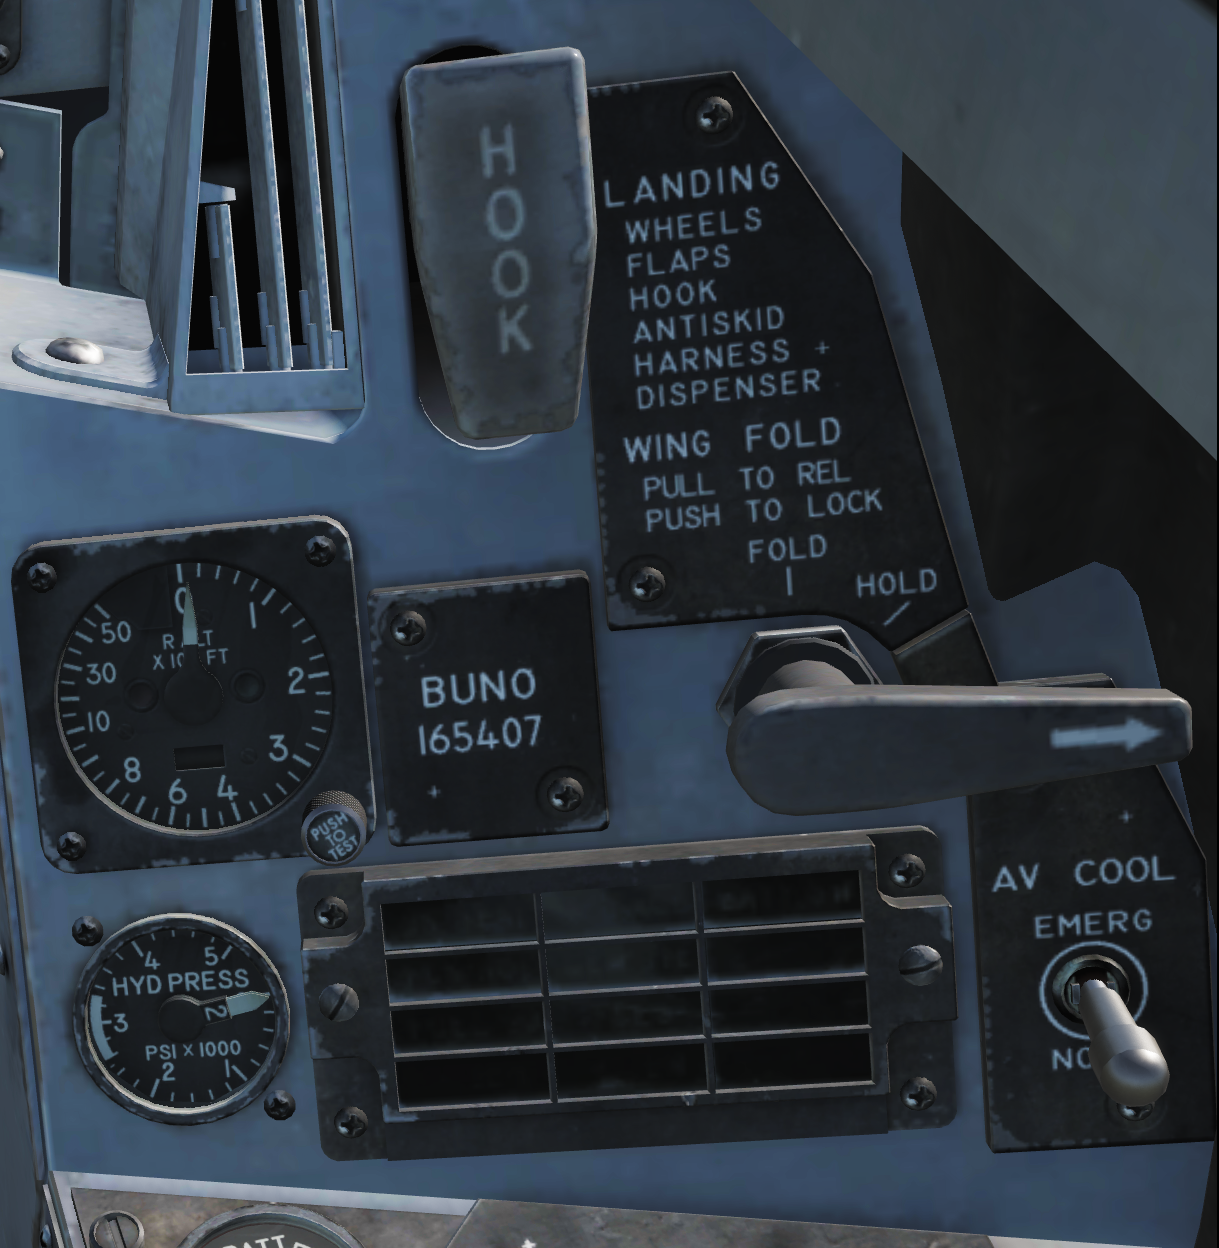 HOOK
LANDING
WHEELS
FLAPS
HOOK
ANTISKID
HARNESS +
DISPENSER
WING FOLD
PULL TO REL
PUSH TO LOCK
FOLD
HOLD
0
1
2
3
4
6
8
10
30
50
FT
PUSH
TO
TEST
BUNO
165407
4 5
HYD PRESS
3 2
PSI X 1000
2 1
AV COOL
EMERG